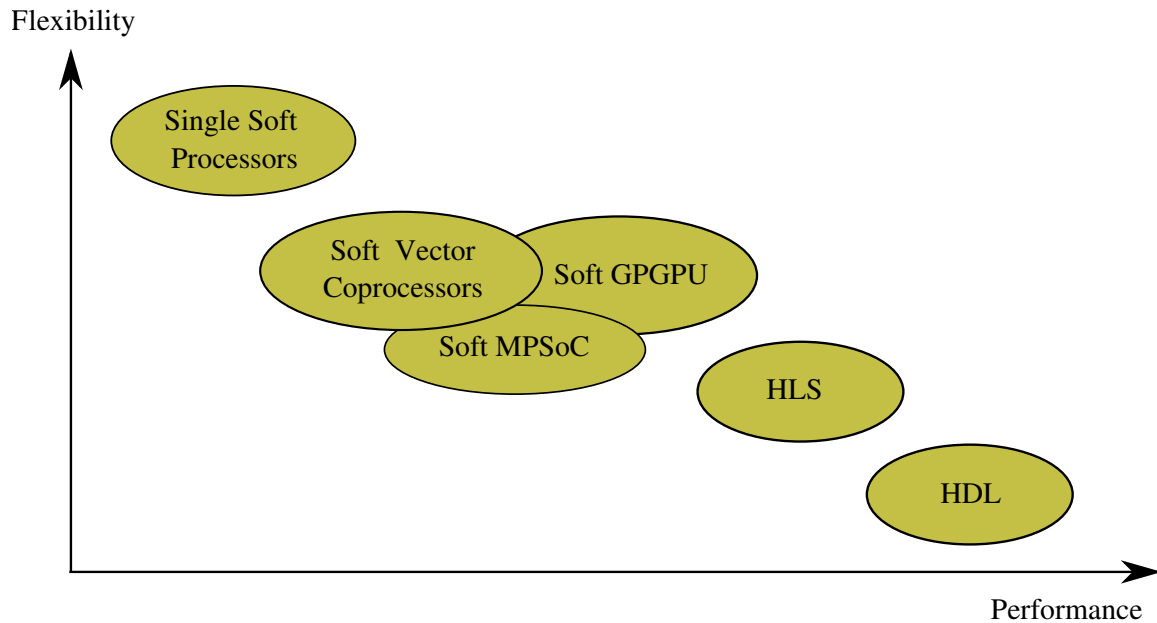 Flexibility
Single Soft
Processors
Soft Vector
Coprocessors
Soft GPGPU
Soft MPSoC
HLS
HDL
Performance